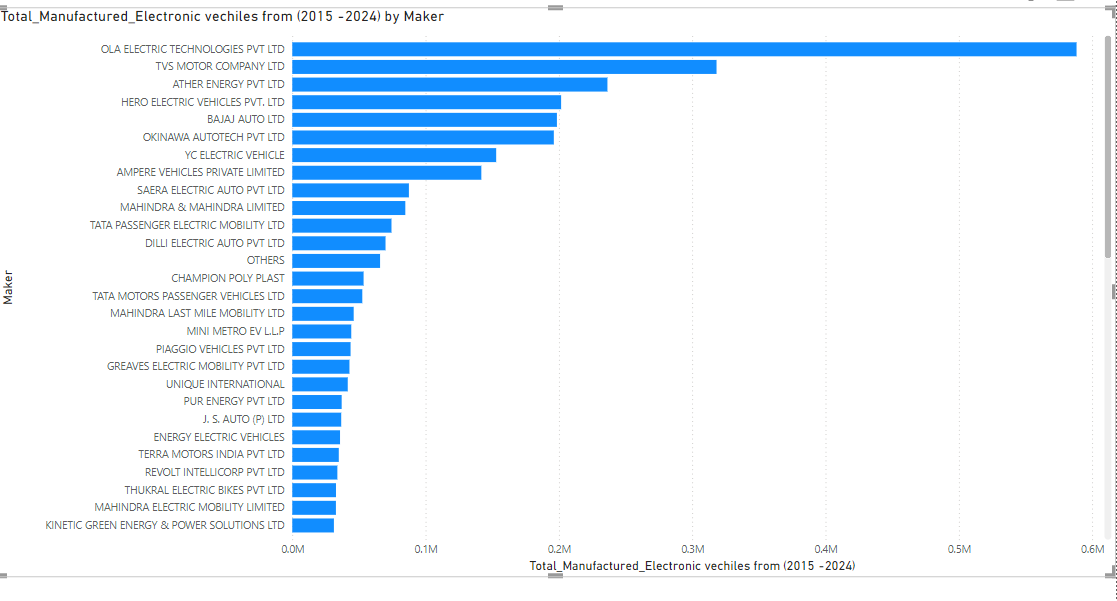 Total_Manufactured_Electronic vechiles from (2015 -2024) by Maker
OLA ELECTRIC TECHNOLOGIES PVT LTD
TVS MOTOR COMPANY LTD
ATHER ENERGY PVT LTD
HERO ELECTRIC VEHICLES PVT. LTD
BAJAJ AUTO LTD
OKINAWA AUTOTECH PVT LTD
YC ELECTRIC VEHICLE
AMPERE VEHICLES PRIVATE LIMITED
SAERA ELECTRIC AUTO PVT LTD
MAHINDRA & MAHINDRA LIMITED
TATA PASSENGER ELECTRIC MOBILITY LTD
DILLI ELECTRIC AUTO PVT LTD
OTHERS
CHAMPION POLY PLAST
TATA MOTORS PASSENGER VEHICLES LTD
MAHINDRA LAST MILE MOBILITY LTD
MINI METRO EV L.L.P
PIAGGIO VEHICLES PVT LTD
GREAVES ELECTRIC MOBILITY PVT LTD
UNIQUE INTERNATIONAL
PUR ENERGY PVT LTD
J. S. AUTO (P) LTD
ENERGY ELECTRIC VEHICLES
TERRA MOTORS INDIA PVT LTD
REVOLT INTELLICORP PVT LTD
THUKRAL ELECTRIC BIKES PVT LTD
MAHINDRA ELECTRIC MOBILITY LIMITED
KINETIC GREEN ENERGY & POWER SOLUTIONS LTD
Maker
0.0M 0.1M 0.2M 0.3M 0.4M 0.5M 0.6M
Total_Manufactured_Electronic vechiles from (2015 -2024)